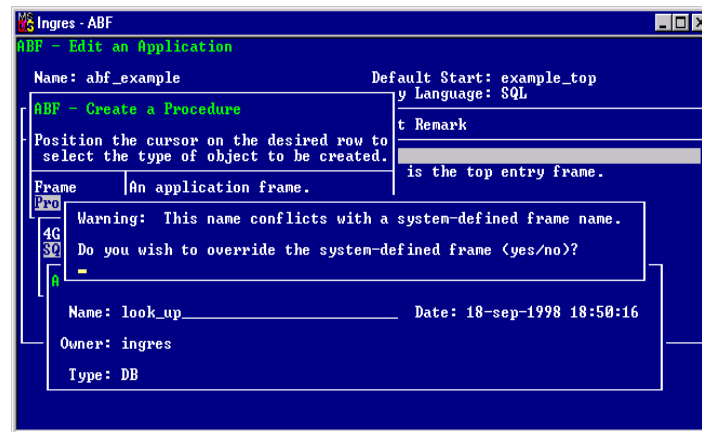 Ingres - ABF
ABF - Edit an Application
Name: abf_example Default Start: example_top
y Language: SQL
ABF - Create a Procedure
t Remark
Position the cursor on the desired row to
select the type of object to be created.
is the top entry frame.
Frame An application frame.
Pro
Warning: This name conflicts with a system-defined frame name.
4G
SQ Do you wish to override the system-defined frame (yes/no)?
A
Name: look_up Date: 18-sep-1998 18:50:16
Owner: ingres
Type: DB